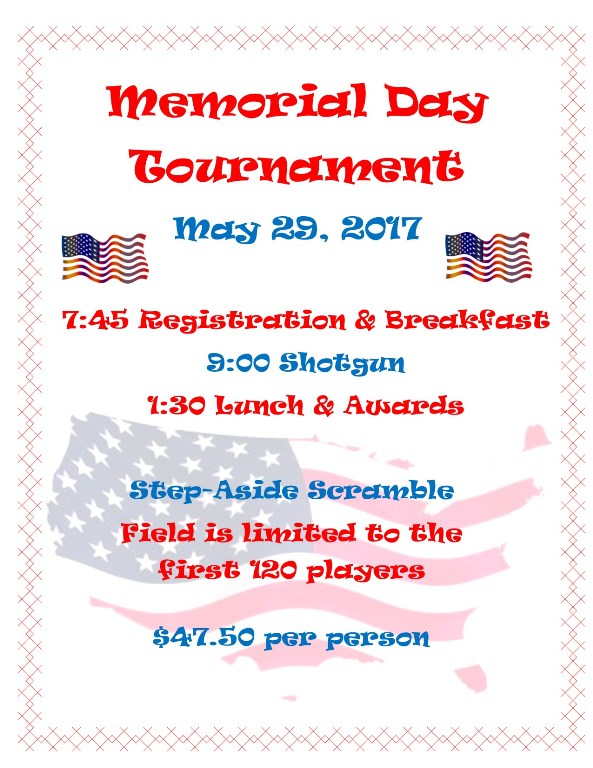 Memorial Day
Tournament
May 29, 2017
7:45 Registration & Breakfast
9:00 Shotgun
1:30 Lunch & Awards
Step-Aside Scramble
Field is limited to the
first 120 players
$47.50 per person